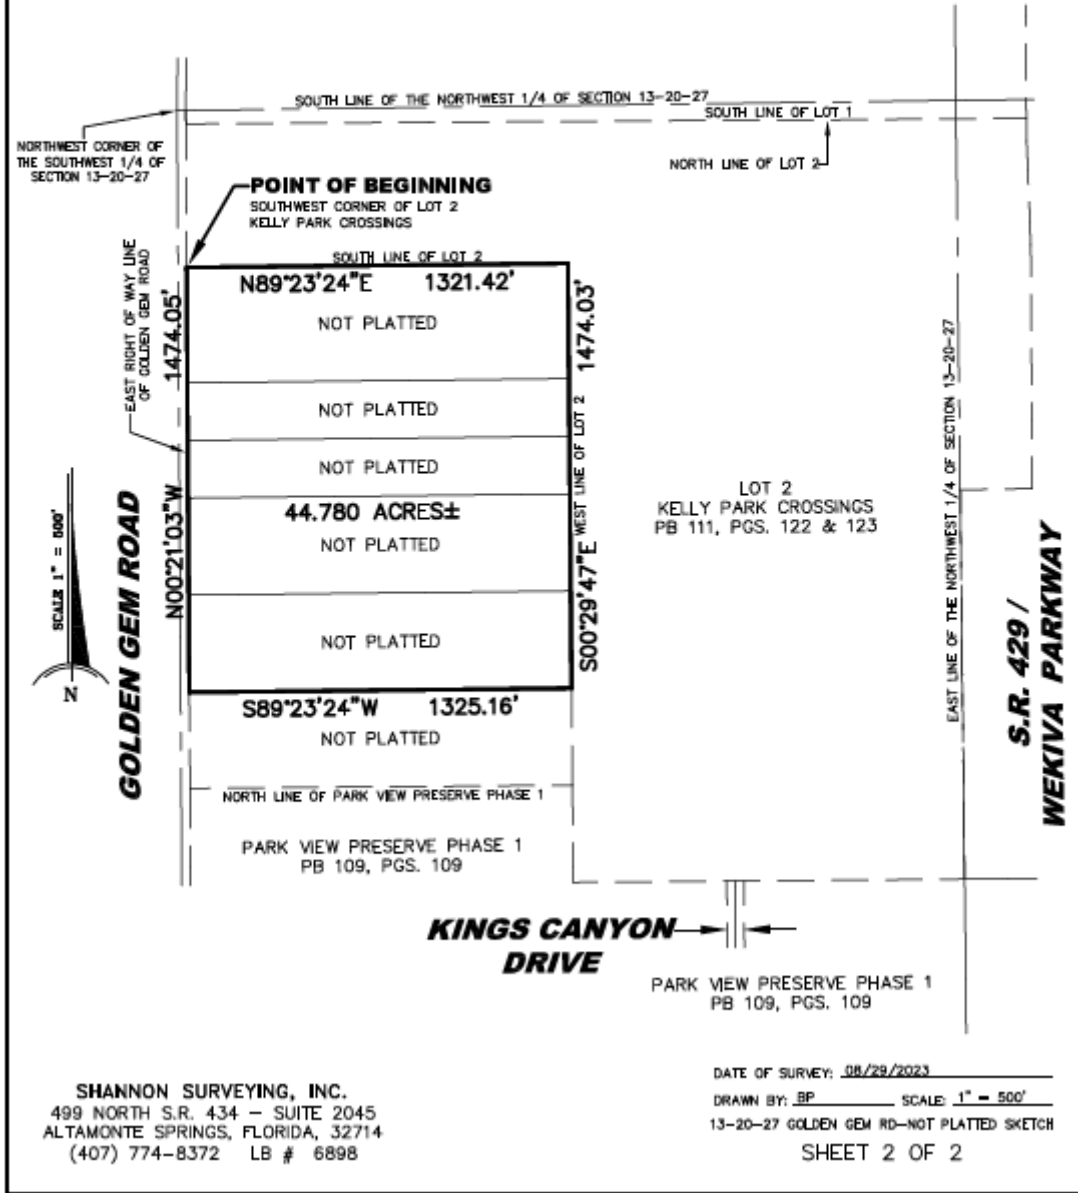 SOUTH LINE OF THE NORTHWEST 1/4 OF SECTION 13-20-27
SOUTH LINE OF LOT 1
NORTHWEST CORNER OF
THE SOUTHWEST 1/4 OF
SECTION 13-20-27
NORTH LINE OF LOT 2
POINT OF BEGINNING
SOUTHWEST CORNER OF LOT 2
KELLY PARK CROSSINGS
SOUTH LINE OF LOT 2
N89°23'24"E 1321.42'
NOT PLATTED
EAST RIGHT OF WAY LINE
OF GOLDEN GEM ROAD
1474.05'
1474.03'
NOT PLATTED
NOT PLATTED
WEST LINE OF LOT 2
EAST LINE OF THE NORTHWEST 1/4 OF SECTION 13-20-27
44.780 ACRES±
NOT PLATTED
LOT 2
KELLY PARK CROSSINGS
PB 111, PGS. 122 & 123
N00°21'03"W
S00°29'47"E
SCALE 1" = 500'
N
GOLDEN GEM ROAD
S.R. 429 /
WEKIVA PARKWAY
NOT PLATTED
S89°23'24"W 1325.16'
NOT PLATTED
NORTH LINE OF PARK VIEW PRESERVE PHASE 1
PARK VIEW PRESERVE PHASE 1
PB 109, PGS. 109
KINGS CANYON
DRIVE
PARK VIEW PRESERVE PHASE 1
PB 109, PGS. 109
SHANNON SURVEYING, INC.
499 NORTH S.R. 434 – SUITE 2045
ALTAMONTE SPRINGS, FLORIDA, 32714
(407) 774-8372 LB # 6898
DATE OF SURVEY: 08/29/2023
DRAWN BY: BP SCALE: 1" = 500'
13-20-27 GOLDEN GEM RD-NOT PLATTED SKETCH
SHEET 2 OF 2